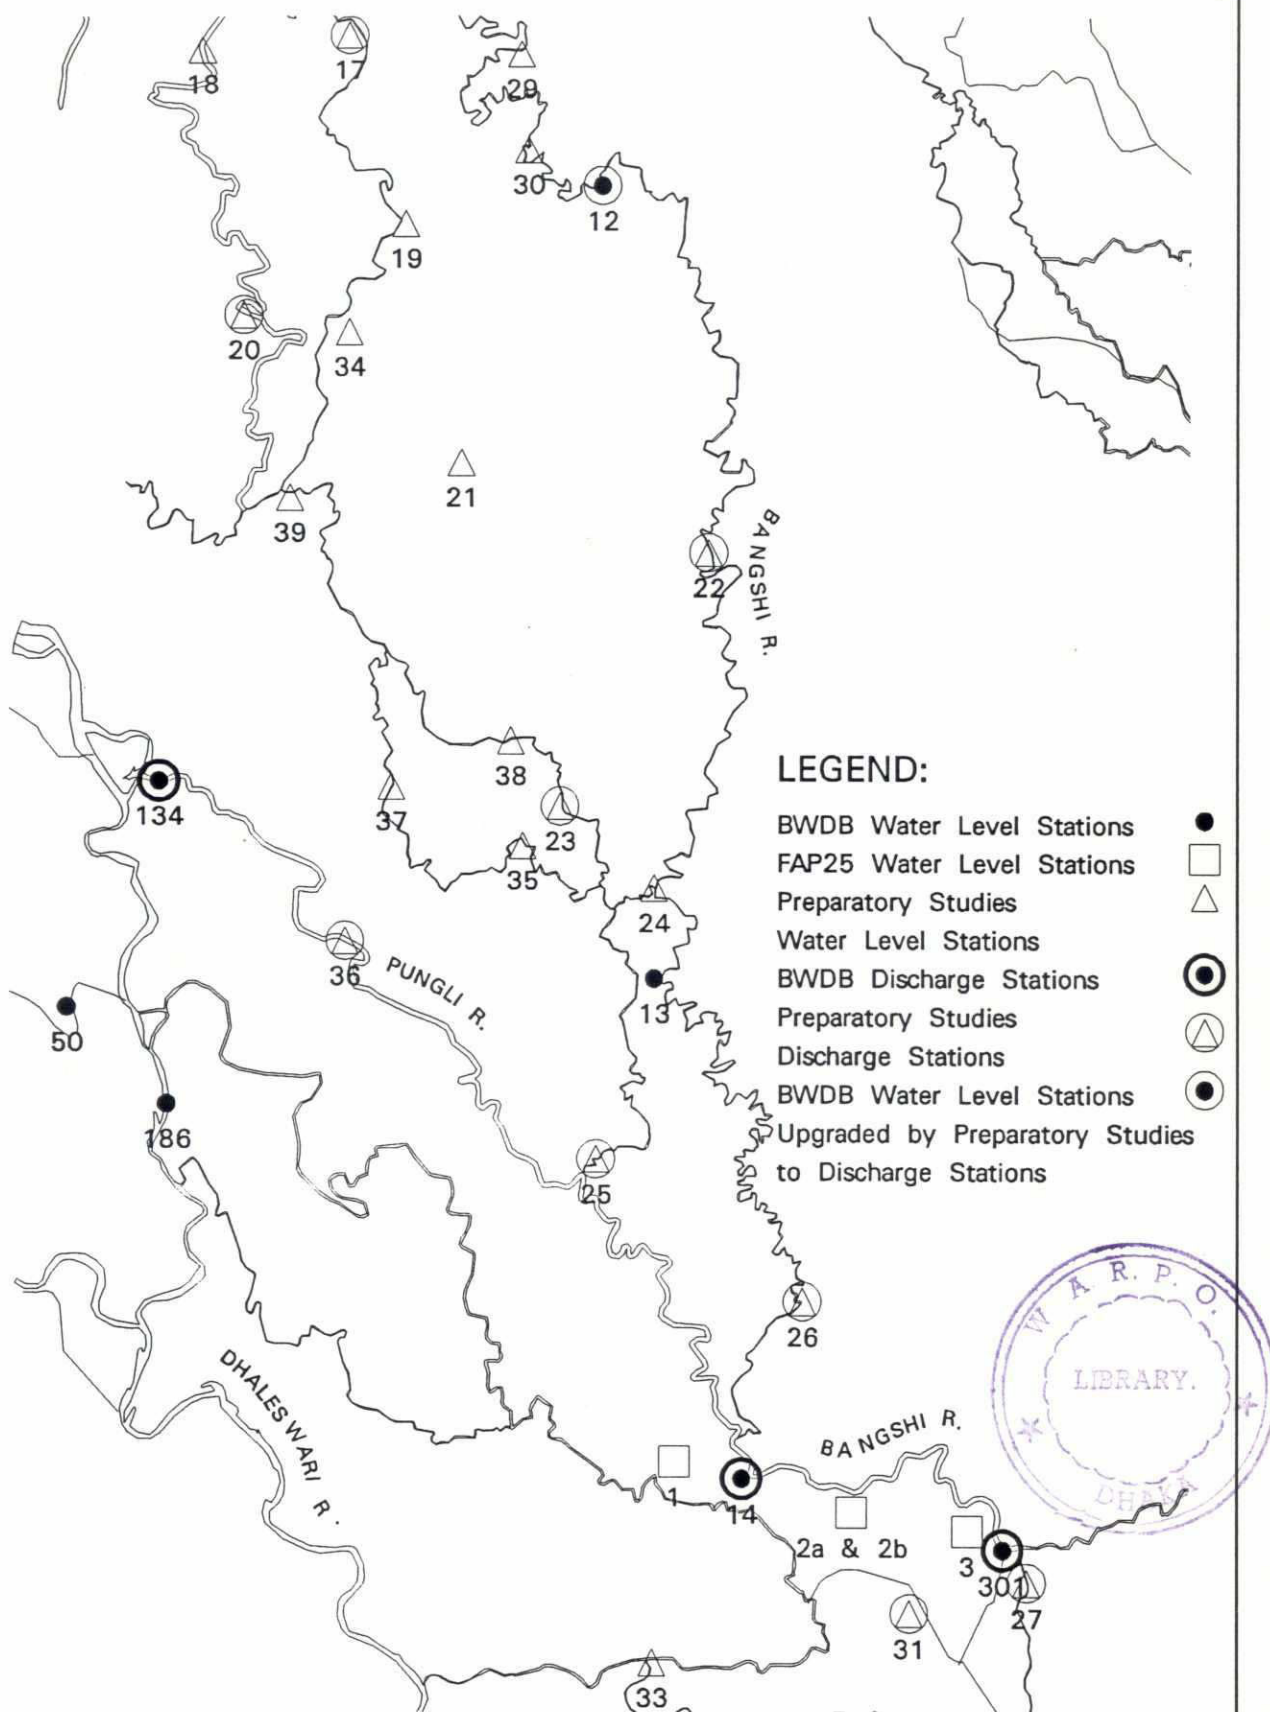 18
17
29
30
12
19
20
34
21
39
22
BANGSHI R.
38
134
37
23
35
24
36
PUNGLI R.
13
50
186
25
26
LEGEND:
BWDB Water Level Stations
FAP25 Water Level Stations
Preparatory Studies
Water Level Stations
BWDB Discharge Stations
Preparatory Studies
Discharge Stations
BWDB Water Level Stations
Upgraded by Preparatory Studies
to Discharge Stations
W A R. P. O.
LIBRARY.
DHAKA
DHALESWARI R.
BANGSHI R.
1
14
2a & 2b
3
301
27
31
33